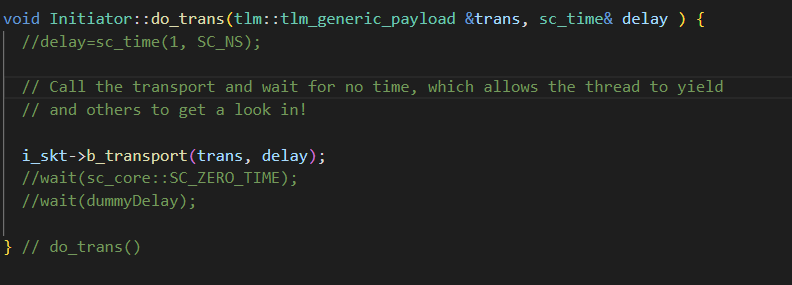 void Initiator::do_trans(tlm::tlm_generic_payload &trans, sc_time& delay ) {
//delay=sc_time(1, SC_NS);
// Call the transport and wait for no time, which allows the thread to yield
// and others to get a look in!
i_skt->b_transport(trans, delay);
//wait(sc_core::SC_ZERO_TIME);
//wait(dummyDelay);
} // do_trans()